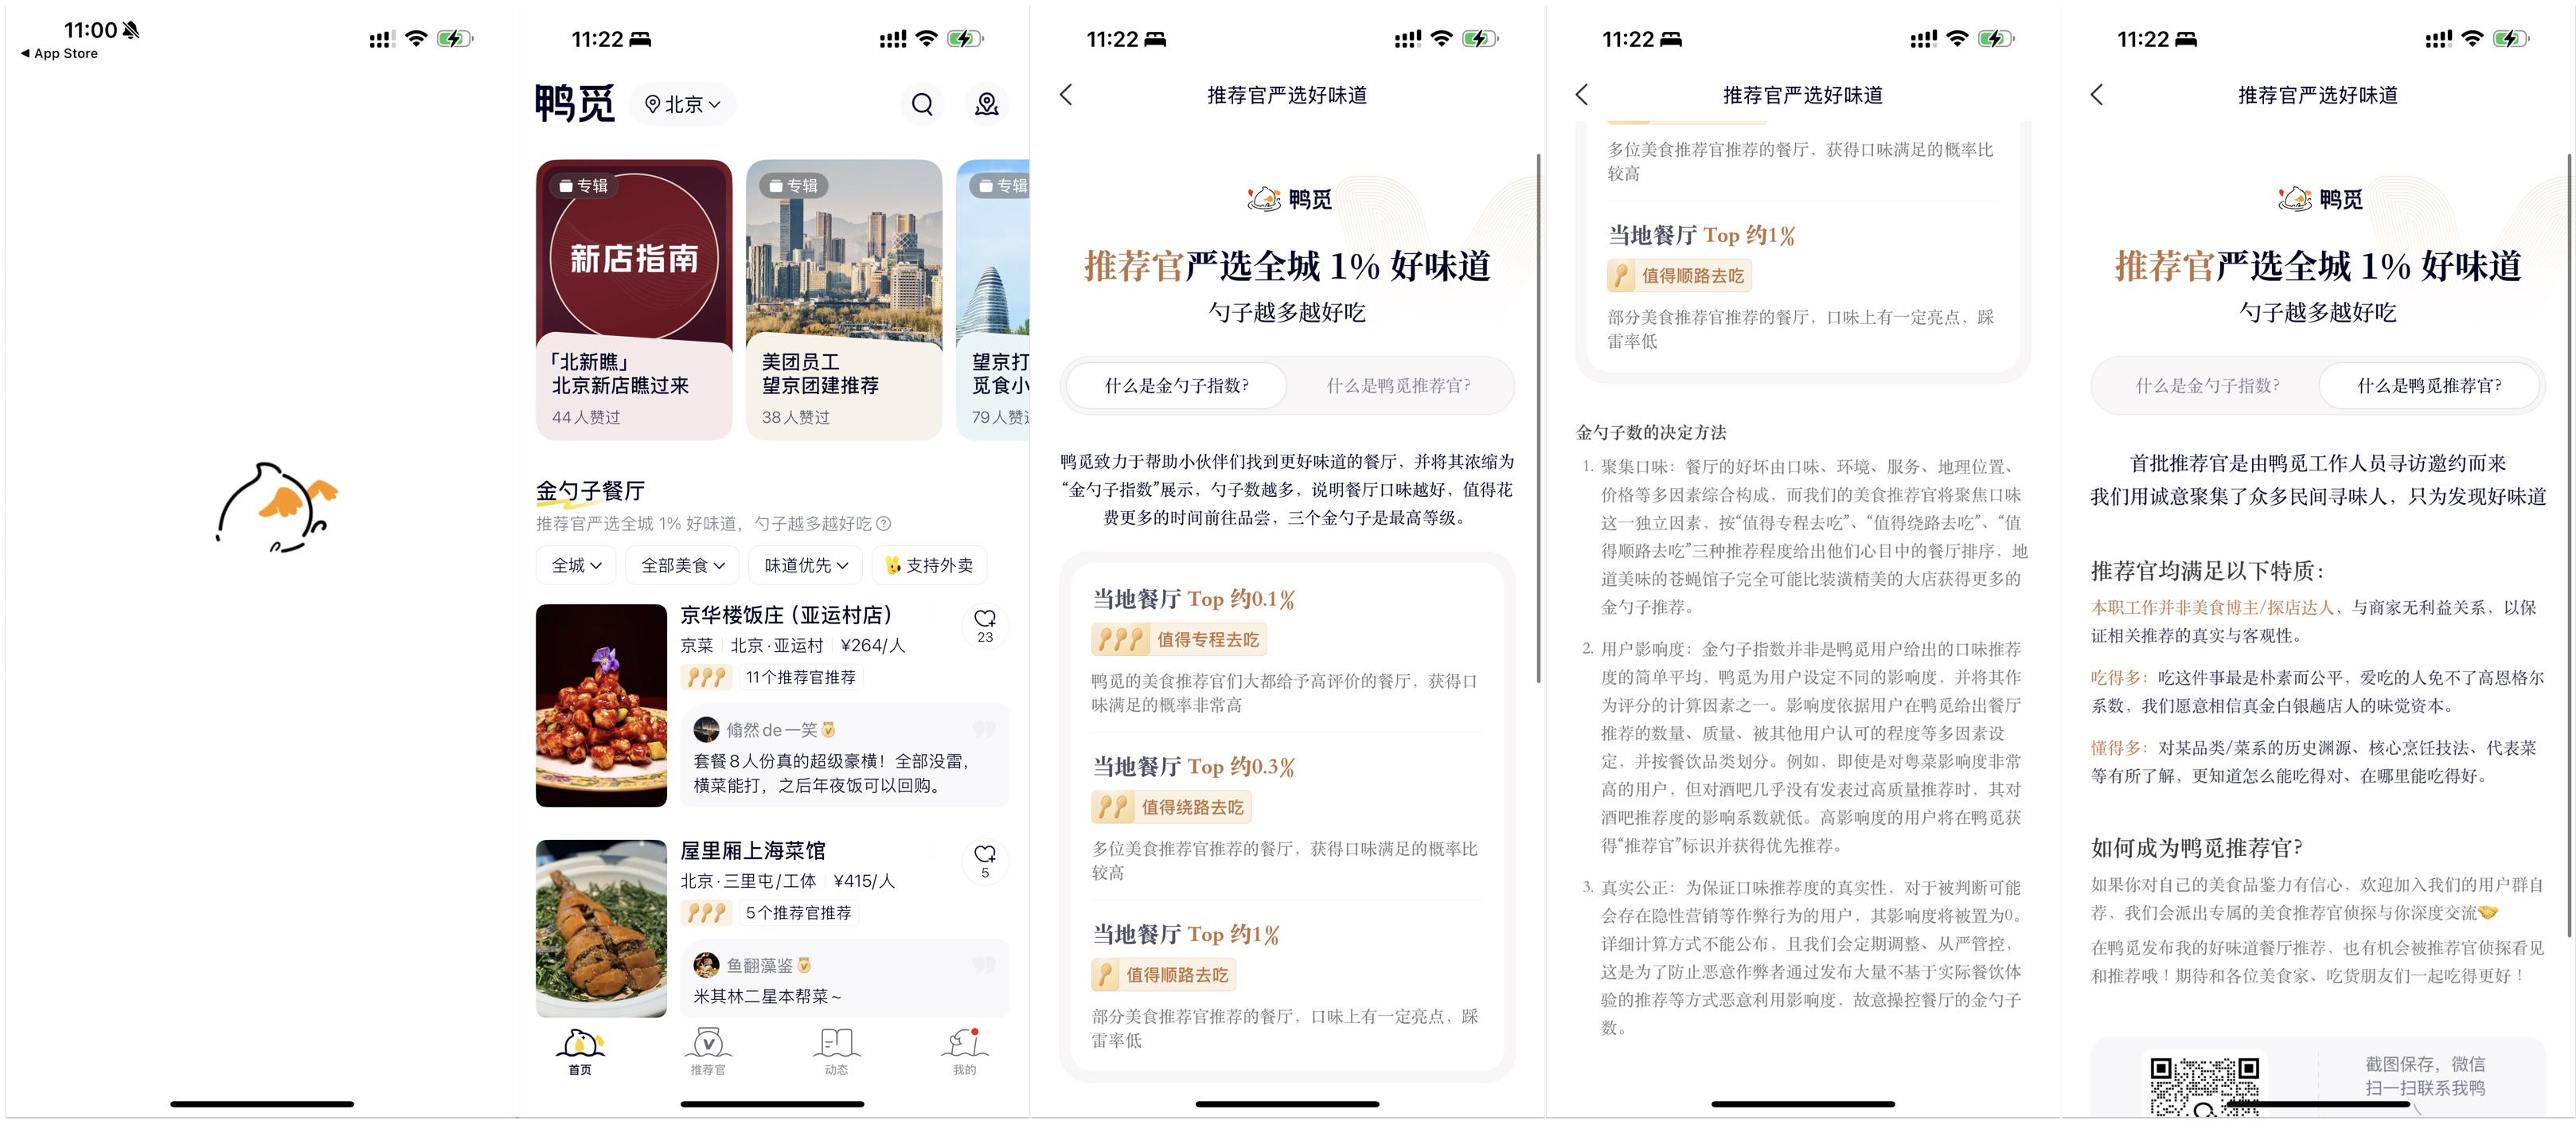 11:00
◀ App Store
11:22
鸭觅
北京
专辑
新店指南
「北新瞧」
北京新店瞧过来
44人赞过
专辑
美团员工
望京团建推荐
38人赞过
专辑
望京打
觅食小
79人赞过
金勺子餐厅
推荐官严选全城 1% 好味道，勺子越多越好吃
全城
全部美食
味道优先
支持外卖
京华楼饭庄（亚运村店）
京菜 北京·亚运村 ¥264/人
11个推荐官推荐
23
翛然de一笑
套餐8人份真的超级豪横！全部没雷，
横菜能打，之后年夜饭可以回购。
屋里厢上海菜馆
北京·三里屯/工体 ¥415/人
5个推荐官推荐
5
鱼翻藻鉴
米其林二星本帮菜~
首页
推荐官
动态
我的
11:22
推荐官严选好味道
鸭觅
推荐官严选全城 1% 好味道
勺子越多越好吃
什么是金勺子指数?
什么是鸭觅推荐官?
鸭觅致力于帮助小伙伴们找到更好味道的餐厅，并将其浓缩为
“金勺子指数”展示，勺子数越多，说明餐厅口味越好，值得花
费更多的时间前往品尝，三个金勺子是最高等级。
当地餐厅 Top 约0.1%
值得专程去吃
鸭觅的美食推荐官们大都给予高评价的餐厅，获得口
味满足的概率非常高
当地餐厅 Top 约0.3%
值得绕路去吃
多位美食推荐官推荐的餐厅，获得口味满足的概率比
较高
当地餐厅 Top 约1%
值得顺路去吃
部分美食推荐官推荐的餐厅，口味上有一定亮点，踩
雷率低
11:22
推荐官严选好味道
多位美食推荐官推荐的餐厅，获得口味满足的概率比
较高
当地餐厅 Top 约1%
值得顺路去吃
部分美食推荐官推荐的餐厅，口味上有一定亮点，踩
雷率低
金勺子数的决定方法
1. 聚集口味：餐厅的好坏由口味、环境、服务、地理位置、
价格等多因素综合构成，而我们的美食推荐官将聚焦口味
这一独立因素，按“值得专程去吃”、“值得绕路去吃”、“值
得顺路去吃”三种推荐程度给出他们心目中的餐厅排序，地
道美味的苍蝇馆子完全可能比装潢精美的大店获得更多的
金勺子推荐。
2. 用户影响度：金勺子指数并非是鸭觅用户给出的口味推荐
度的简单平均，鸭觅为用户设定不同的影响度，并将其作
为评分的计算因素之一。影响度依据用户在鸭觅给出餐厅
推荐的数量、质量、被其他用户认可的程度等多因素设
定，并按餐饮品类划分。例如，即使是对粤菜影响度非常
高的用户，但对酒吧几乎没有发表过高质量推荐时，其对
酒吧推荐度的影响系数就低。高影响度的用户将在鸭觅获
得“推荐官”标识并获得优先推荐。
3. 真实公正：为保证口味推荐度的真实性，对于被判断可能
会存在隐性营销等作弊行为的用户，其影响度将被置为0。
详细计算方式不能公布，且我们会定期调整、从严管控，
这是为了防止恶意作弊者通过发布大量不基于实际餐饮体
验的推荐等方式恶意利用影响度，故意操控餐厅的金勺子
数。
11:22
推荐官严选好味道
鸭觅
推荐官严选全城 1% 好味道
勺子越多越好吃
什么是金勺子指数?
什么是鸭觅推荐官?
首批推荐官是由鸭觅工作人员寻访邀约而来
我们用诚意聚集了众多民间寻味人，只为发现好味道
推荐官均满足以下特质：
本职工作并非美食博主/探店达人，与商家无利益关系，以保
证相关推荐的真实与客观性。
吃得多：吃这件事最是朴素而公平，爱吃的人免不了高恩格尔
系数，我们愿意相信真金白银趟店人的味觉资本。
懂得多：对某品类/菜系的历史渊源、核心烹饪技法、代表菜
等有所了解，更知道怎么能吃得对、在哪里能吃得好。
如何成为鸭觅推荐官?
如果你对自己的美食品鉴力有信心，欢迎加入我们的用户群自
荐，我们会派出专属的美食推荐官侦探与你深度交流🤝
在鸭觅发布我的好味道餐厅推荐，也有机会被推荐官侦探看见
和推荐哦！期待和各位美食家、吃货朋友们一起吃得更好！
截图保存，微信
扫一扫联系我鸭